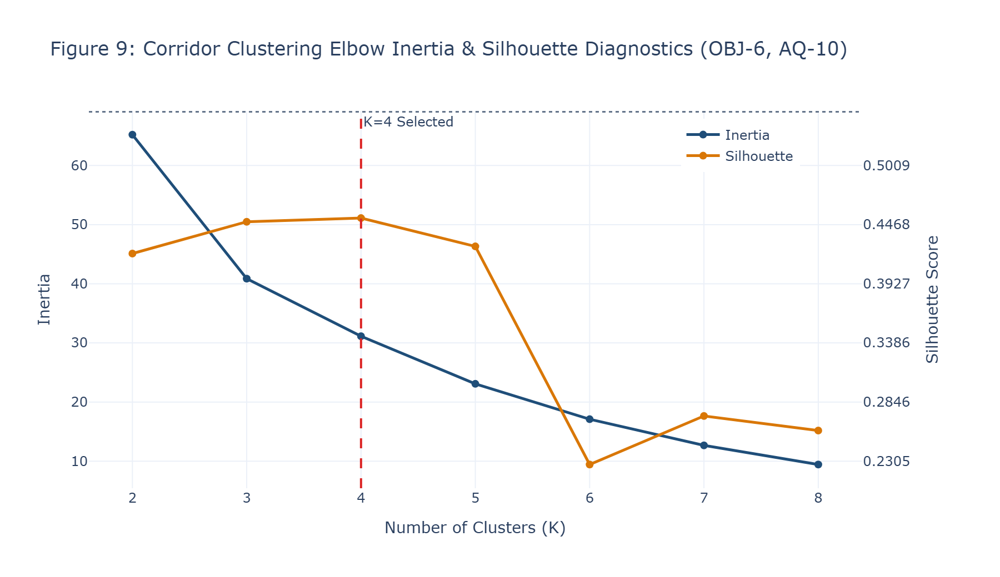 Figure 9: Corridor Clustering Elbow Inertia & Silhouette Diagnostics (OBJ-6, AQ-10)
K=4 Selected
Inertia
Silhouette
60
50
40
30
20
10
Inertia
0.5009
0.4468
0.3927
0.3386
0.2846
0.2305
Silhouette Score
2 3 4 5 6 7 8
Number of Clusters (K)